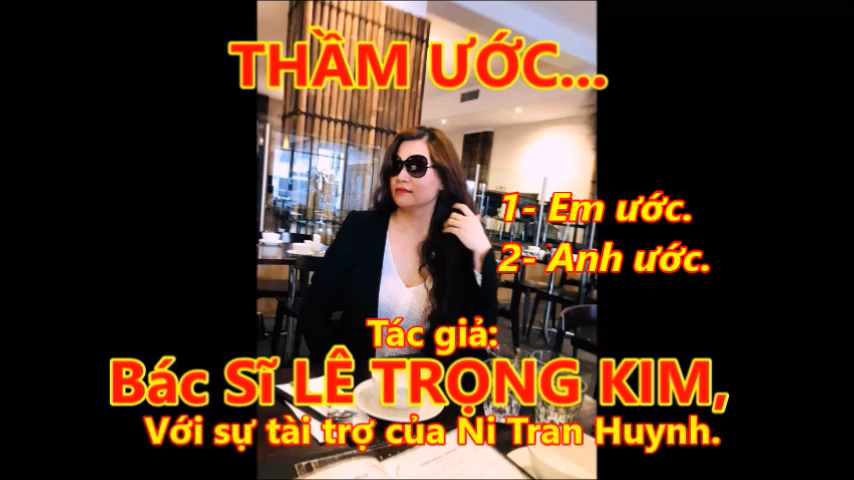 THẦM ƯỚC...
1- Em ước.
2- Anh ước.
Tác giả:
Bác Sĩ LÊ TRỌNG KIM,
Với sự tài trợ của Ni Tran Huynh.